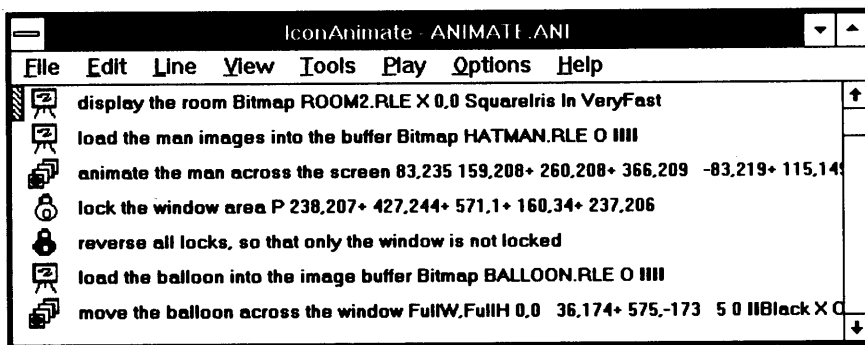 IconAnimate - ANIMATE.ANI
File Edit Line View Tools Play Options Help
display the room Bitmap ROOM2.RLE X 0,0 SquareIris In VeryFast
load the man images into the buffer Bitmap HATMAN.RLE O IIII
animate the man across the screen 83,235 159,208+ 260,208+ 366,209 -83,219+ 115,149
lock the window area P 238,207+ 427,244+ 571,1+ 160,34+ 237,206
reverse all locks, so that only the window is not locked
load the balloon into the image buffer Bitmap BALLOON.RLE O IIII
move the balloon across the window FullW,FullH 0,0 36,174+ 575,-173 5 0 IIBlack X